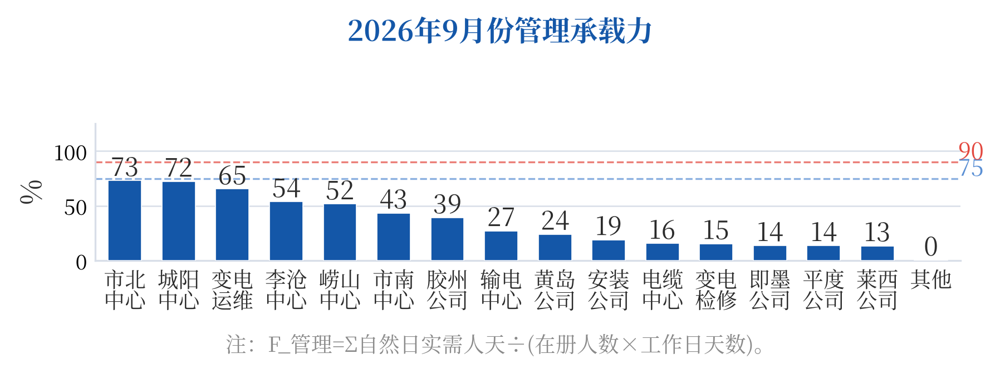 2026年9月份管理承载力
%
100
50
0
90
75
73 72 65 54 52 43 39 27 24 19 16 15 14 14 13 0
市北中心
城阳中心
变电运维
李沧中心
崂山中心
市南中心
胶州公司
输电中心
黄岛公司
安装公司
电缆中心
变电检修
即墨公司
平度公司
莱西公司
其他
注：F_管理=Σ自然日实需人天÷(在册人数×工作日天数)。